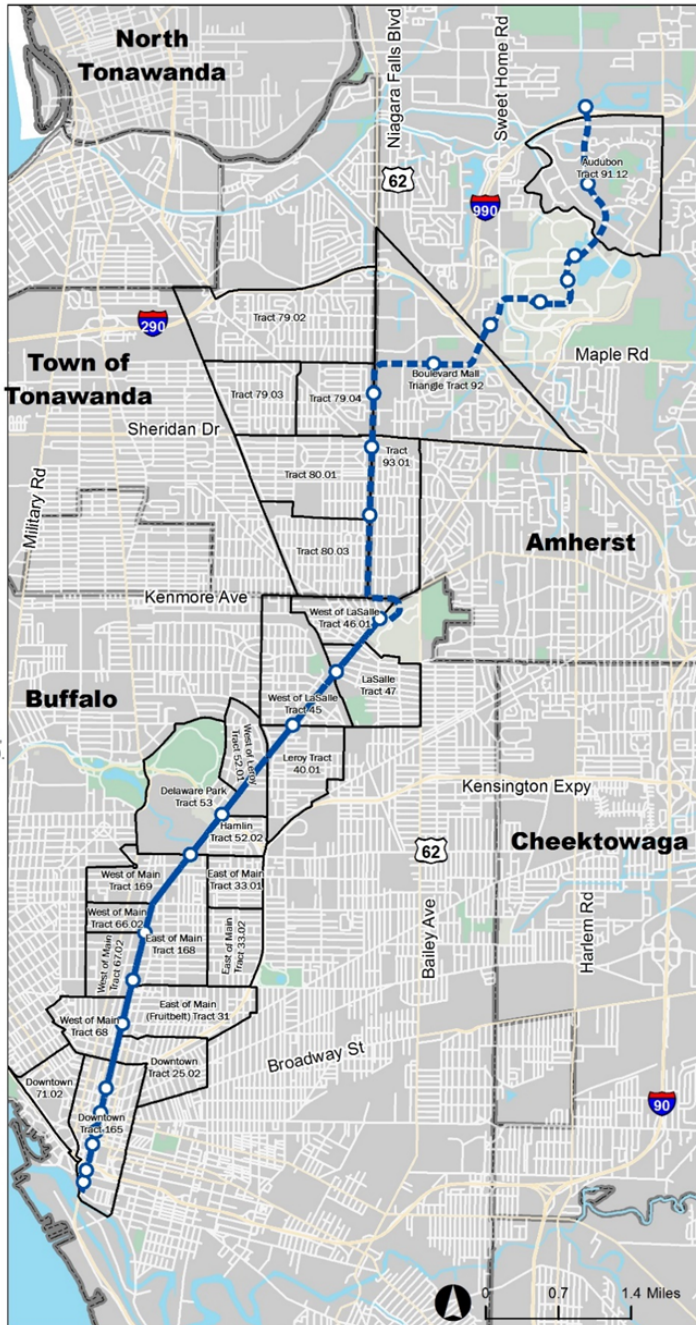 North
Tonawanda
Niagara Falls Blvd
Sweet Home Rd
62
990
Audubon
Tract 91.12
290
Tract 79.02
Town of
Tonawanda
Maple Rd
Boulevard Mall
Triangle Tract 92
Tract 79.03
Tract 79.04
Sheridan Dr
Tract
93.01
Tract 80.01
Military Rd
Tract 80.03
Amherst
Kenmore Ave
West of LaSalle
Tract 46.01
LaSalle
Tract 47
Buffalo
West of LaSalle
Tract 45
West of Leroy
Tract 52.01
Leroy Tract
40.01
Delaware Park
Tract 53
Kensington Expy
Hamlin
Tract 52.02
Cheektowaga
62
West of Main
Tract 169
East of Main
Tract 33.01
West of Main
Tract 66.02
East of Main
Tract 168
West of Main
Tract 67.02
East of Main
Tract 33.02
Bailey Ave
Harlem Rd
East of Main
(Fruitbelt) Tract 31
West of Main
Tract 68
Broadway St
Downtown
Tract 25.02
Downtown
71.02
90
Downtown
Tract 165
0 0.7 1.4 Miles